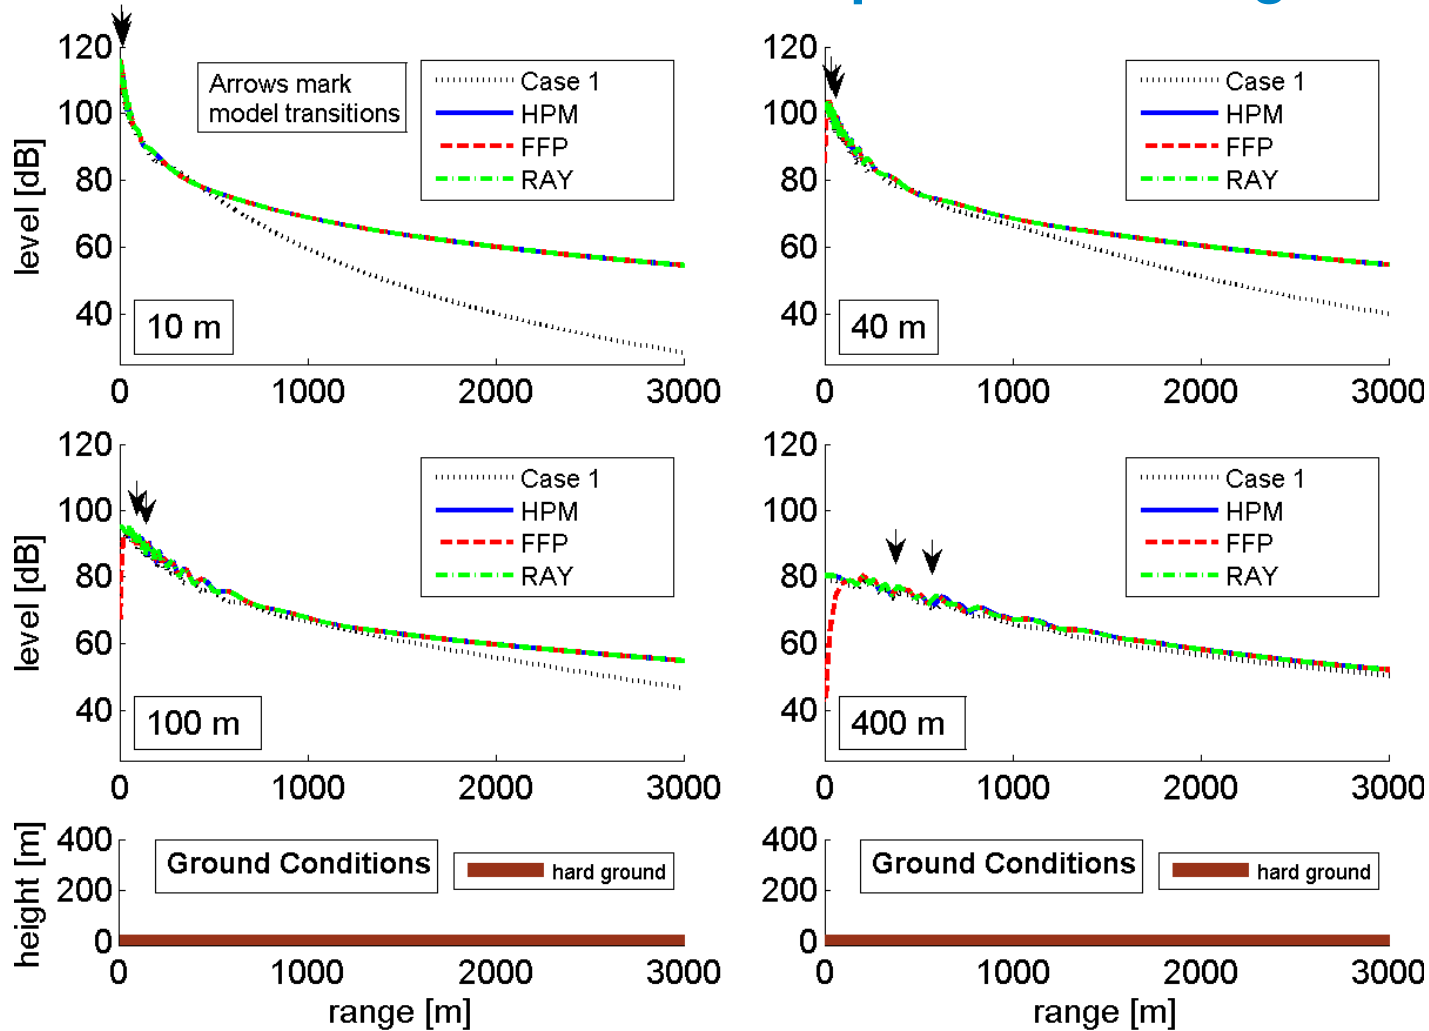 120
100
80
60
40
level [dB]
Arrows mark
model transitions
Case 1
HPM
FFP
RAY
10 m
0
1000
2000
3000
120
100
80
60
40
Case 1
HPM
FFP
RAY
40 m
0
1000
2000
3000
120
100
80
60
40
level [dB]
Case 1
HPM
FFP
RAY
100 m
0
1000
2000
3000
120
100
80
60
40
Case 1
HPM
FFP
RAY
400 m
0
1000
2000
3000
400
200
0
height [m]
Ground Conditions
hard ground
0
1000
2000
3000
range [m]
400
200
0
Ground Conditions
hard ground
0
1000
2000
3000
range [m]